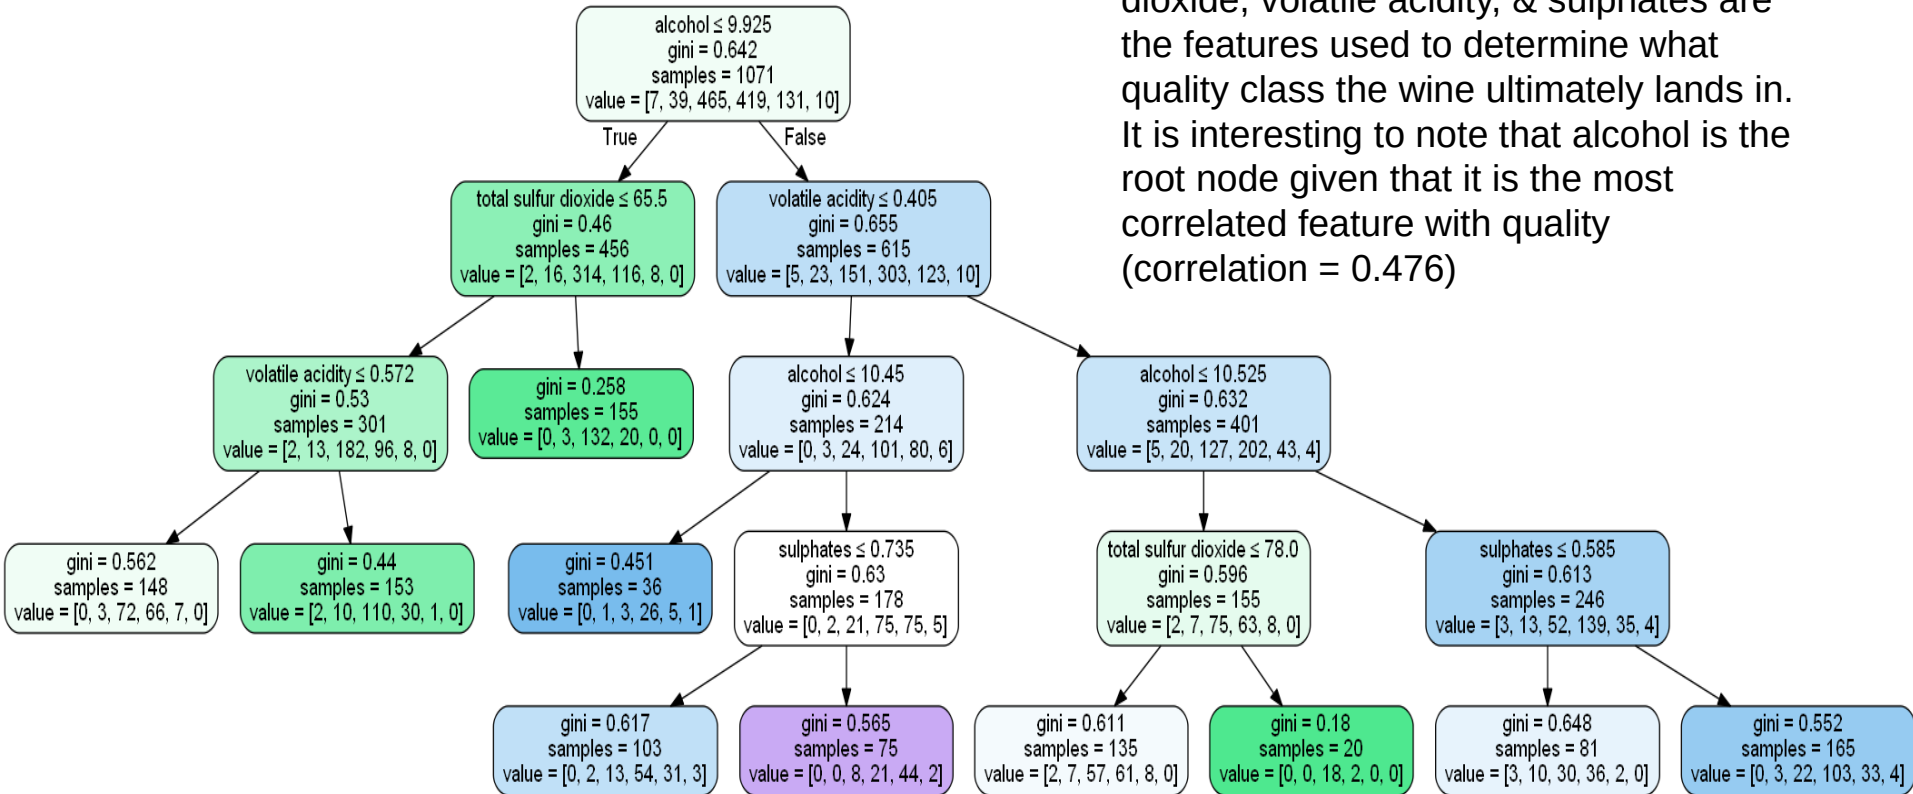 dioxide, volatile acidity, & sulphates are
the features used to determine what
quality class the wine ultimately lands in.
It is interesting to note that alcohol is the
root node given that it is the most
correlated feature with quality
(correlation = 0.476)
alcohol ≤ 9.925
gini = 0.642
samples = 1071
value = [7, 39, 465, 419, 131, 10]
True
False
total sulfur dioxide ≤ 65.5
gini = 0.46
samples = 456
value = [2, 16, 314, 116, 8, 0]
volatile acidity ≤ 0.405
gini = 0.655
samples = 615
value = [5, 23, 151, 303, 123, 10]
volatile acidity ≤ 0.572
gini = 0.53
samples = 301
value = [2, 13, 182, 96, 8, 0]
gini = 0.258
samples = 155
value = [0, 3, 132, 20, 0, 0]
alcohol ≤ 10.45
gini = 0.624
samples = 214
value = [0, 3, 24, 101, 80, 6]
alcohol ≤ 10.525
gini = 0.632
samples = 401
value = [5, 20, 127, 202, 43, 4]
gini = 0.562
samples = 148
value = [0, 3, 72, 66, 7, 0]
gini = 0.44
samples = 153
value = [2, 10, 110, 30, 1, 0]
gini = 0.451
samples = 36
value = [0, 1, 3, 26, 5, 1]
sulphates ≤ 0.735
gini = 0.63
samples = 178
value = [0, 2, 21, 75, 75, 5]
total sulfur dioxide ≤ 78.0
gini = 0.596
samples = 155
value = [2, 7, 75, 63, 8, 0]
sulphates ≤ 0.585
gini = 0.613
samples = 246
value = [3, 13, 52, 139, 35, 4]
gini = 0.617
samples = 103
value = [0, 2, 13, 54, 31, 3]
gini = 0.565
samples = 75
value = [0, 0, 8, 21, 44, 2]
gini = 0.611
samples = 135
value = [2, 7, 57, 61, 8, 0]
gini = 0.18
samples = 20
value = [0, 0, 18, 2, 0, 0]
gini = 0.648
samples = 81
value = [3, 10, 30, 36, 2, 0]
gini = 0.552
samples = 165
value = [0, 3, 22, 103, 33, 4]